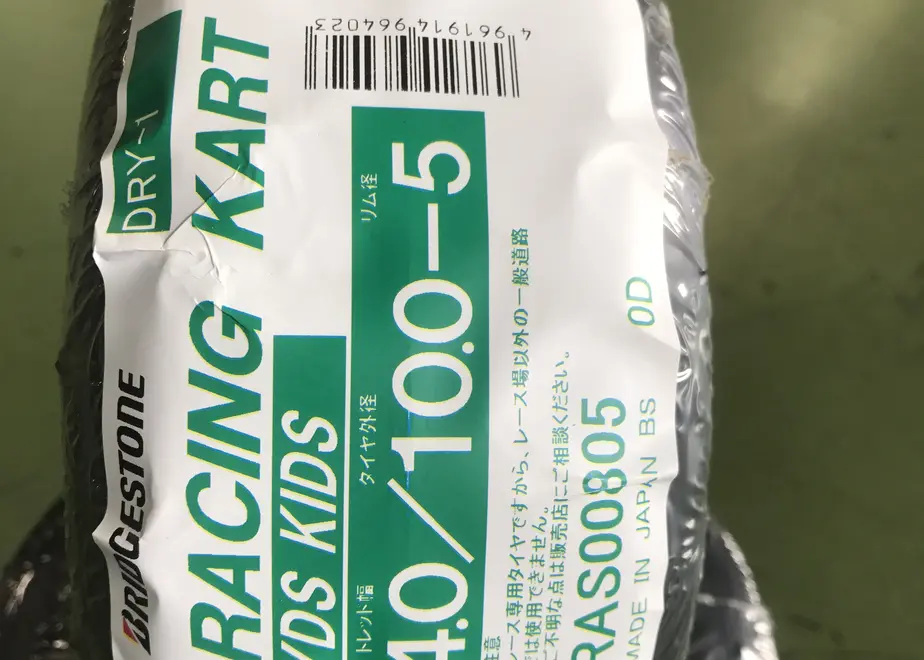 BRIDGESTONE
DRY-1
RACING KART
YDS KIDS
トレット幅 タイヤ外径 リム径
4.0/10.0-5
4961914964023
注意
レース専用タイヤですから、レース場以外の一般道路
では使用できません。
ご不明な点は販売店にご相談ください。
RAS00805
MADE IN JAPAN BS
0D